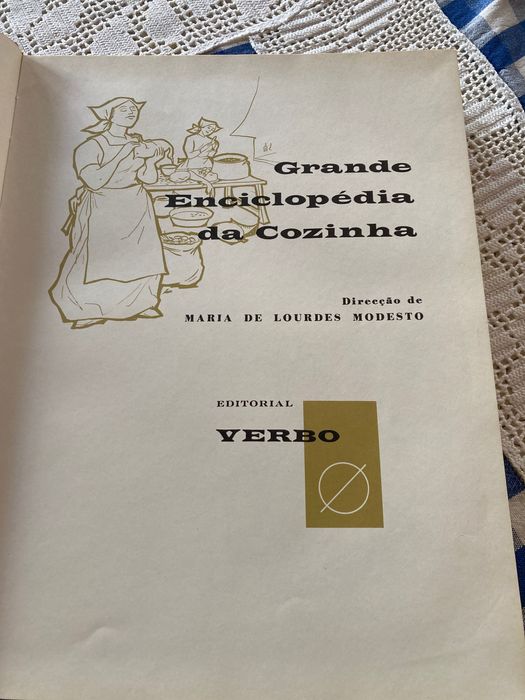 Grande
Enciclopédia
da Cozinha
Direcção de
MARIA DE LOURDES MODESTO
EDITORIAL
VERBO